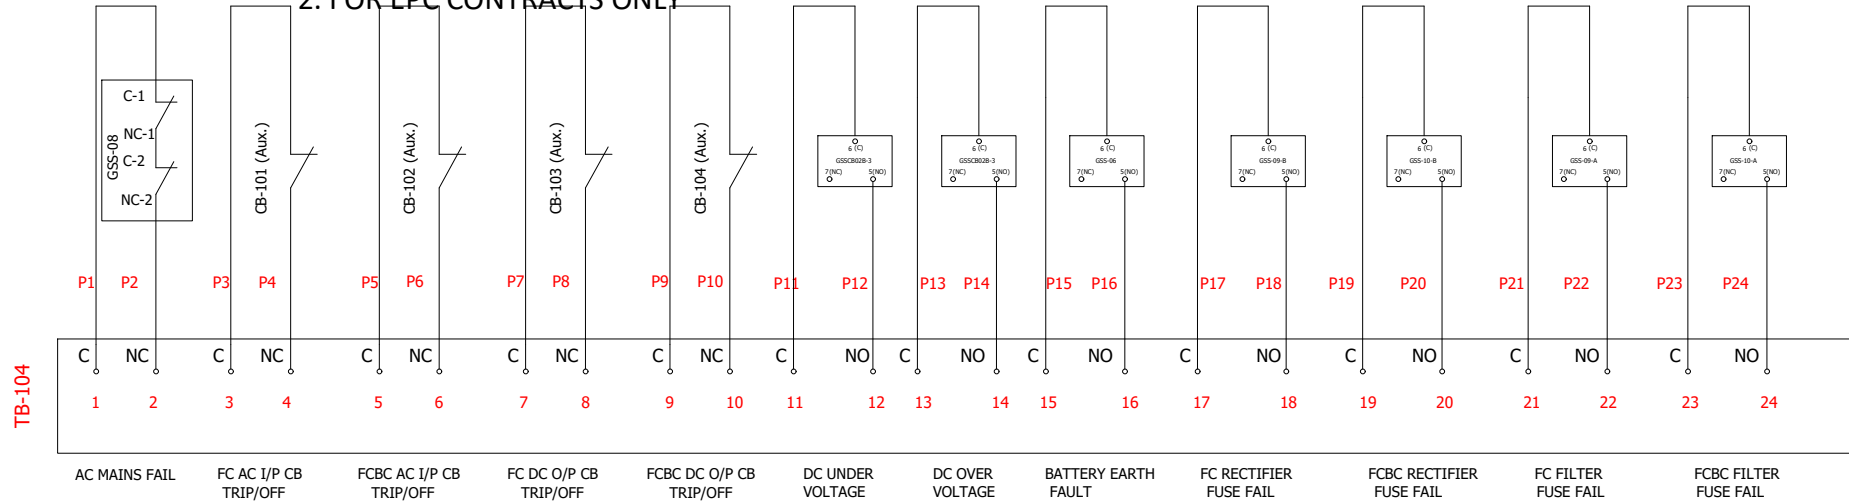 2. FOR EPC CONTRACTS ONLY
C-1
NC-1
C-2
NC-2
GSS-08
CB-101 (Aux.)
CB-102 (Aux.)
CB-103 (Aux.)
CB-104 (Aux.)
6 (C) 6 (C) 6 (C) 6 (C) 6 (C) 6 (C) 6 (C)
GSSCB02B-3 GSSCB02B-3 GSS-06 GSS-09-B GSS-10-B GSS-09-A GSS-10-A
7(NC) 5(NO) 7(NC) 5(NO) 7(NC) 5(NO) 7(NC) 5(NO) 7(NC) 5(NO) 7(NC) 5(NO) 7(NC) 5(NO)
P1 P2 P3 P4 P5 P6 P7 P8 P9 P10 P11 P12 P13 P14 P15 P16 P17 P18 P19 P20 P21 P22 P23 P24
C NC C NC C NC C NC C NC C NO C NO C NO C NO C NO C NO C NO
TB-104
1 2 3 4 5 6 7 8 9 10 11 12 13 14 15 16 17 18 19 20 21 22 23 24
AC MAINS FAIL
FC AC I/P CB
TRIP/OFF
FCBC AC I/P CB
TRIP/OFF
FC DC O/P CB
TRIP/OFF
FCBC DC O/P CB
TRIP/OFF
DC UNDER
VOLTAGE
DC OVER
VOLTAGE
BATTERY EARTH
FAULT
FC RECTIFIER
FUSE FAIL
FCBC RECTIFIER
FUSE FAIL
FC FILTER
FUSE FAIL
FCBC FILTER
FUSE FAIL